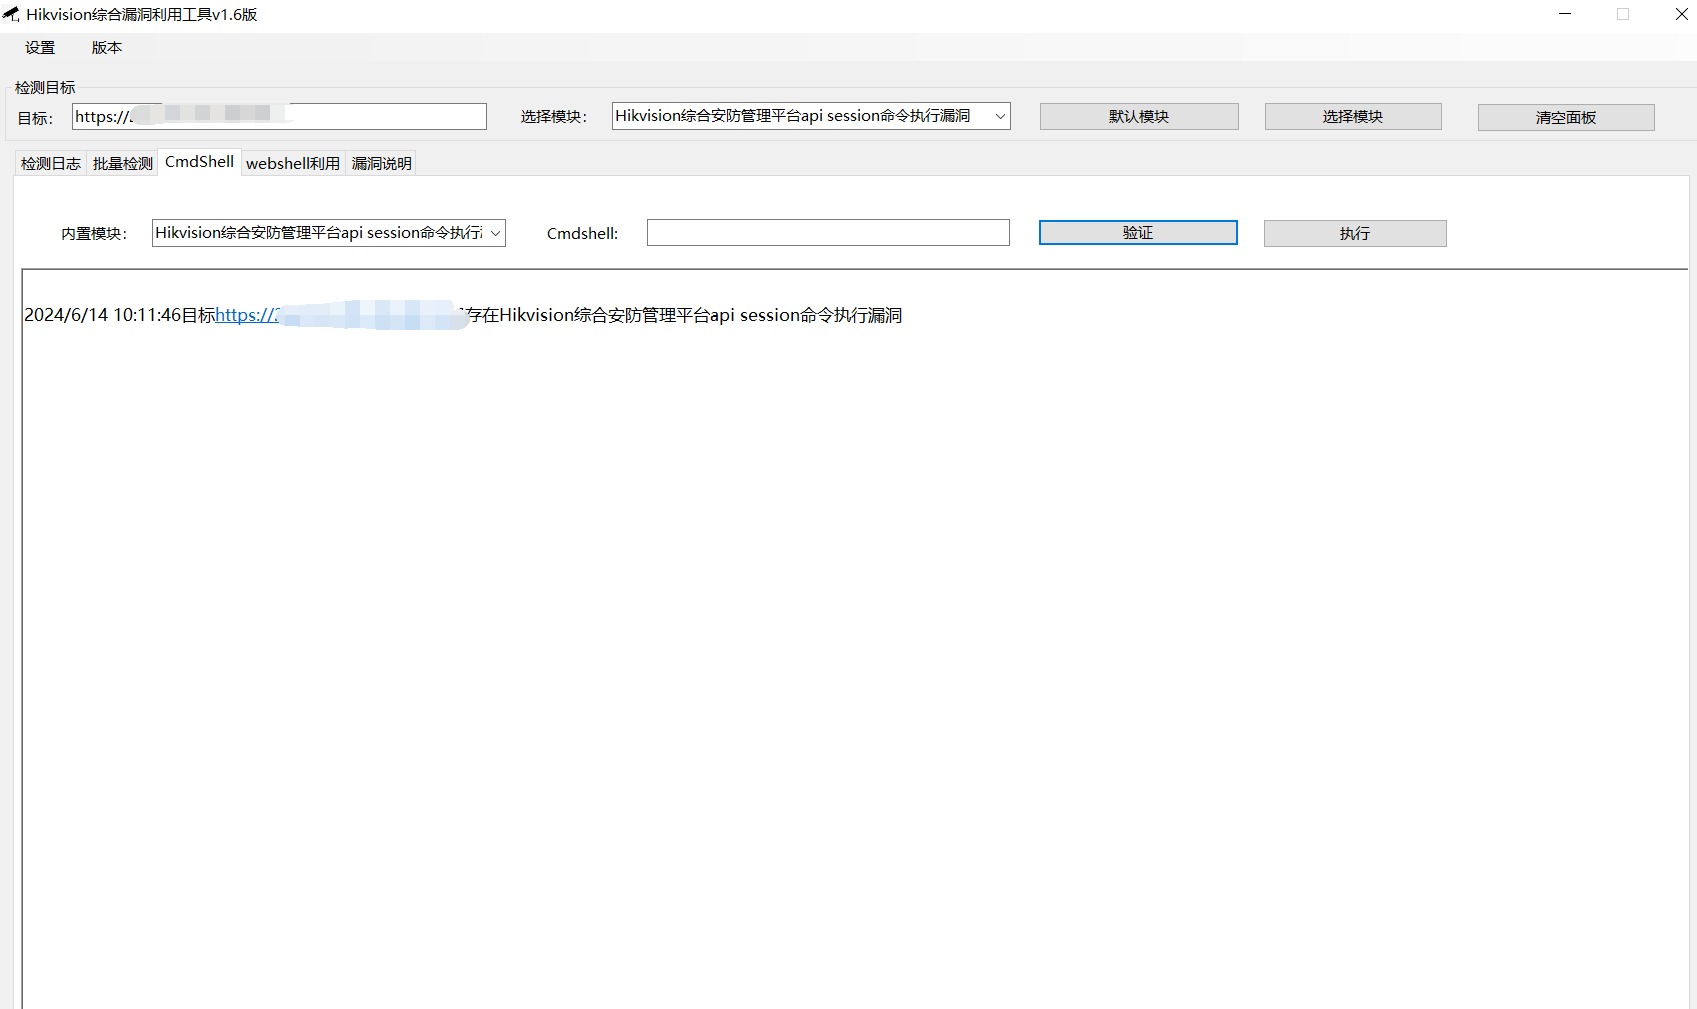 Hikvision综合漏洞利用工具v1.6版
设置 版本
检测目标
目标： https:// 选择模块： Hikvision综合安防管理平台api session命令执行漏洞 默认模块 选择模块 清空面板
检测日志 批量检测 CmdShell webshell利用 漏洞说明
内置模块： Hikvision综合安防管理平台api session命令执行 Cmdshell: 验证 执行
2024/6/14 10:11:46目标https:// 存在Hikvision综合安防管理平台api session命令执行漏洞